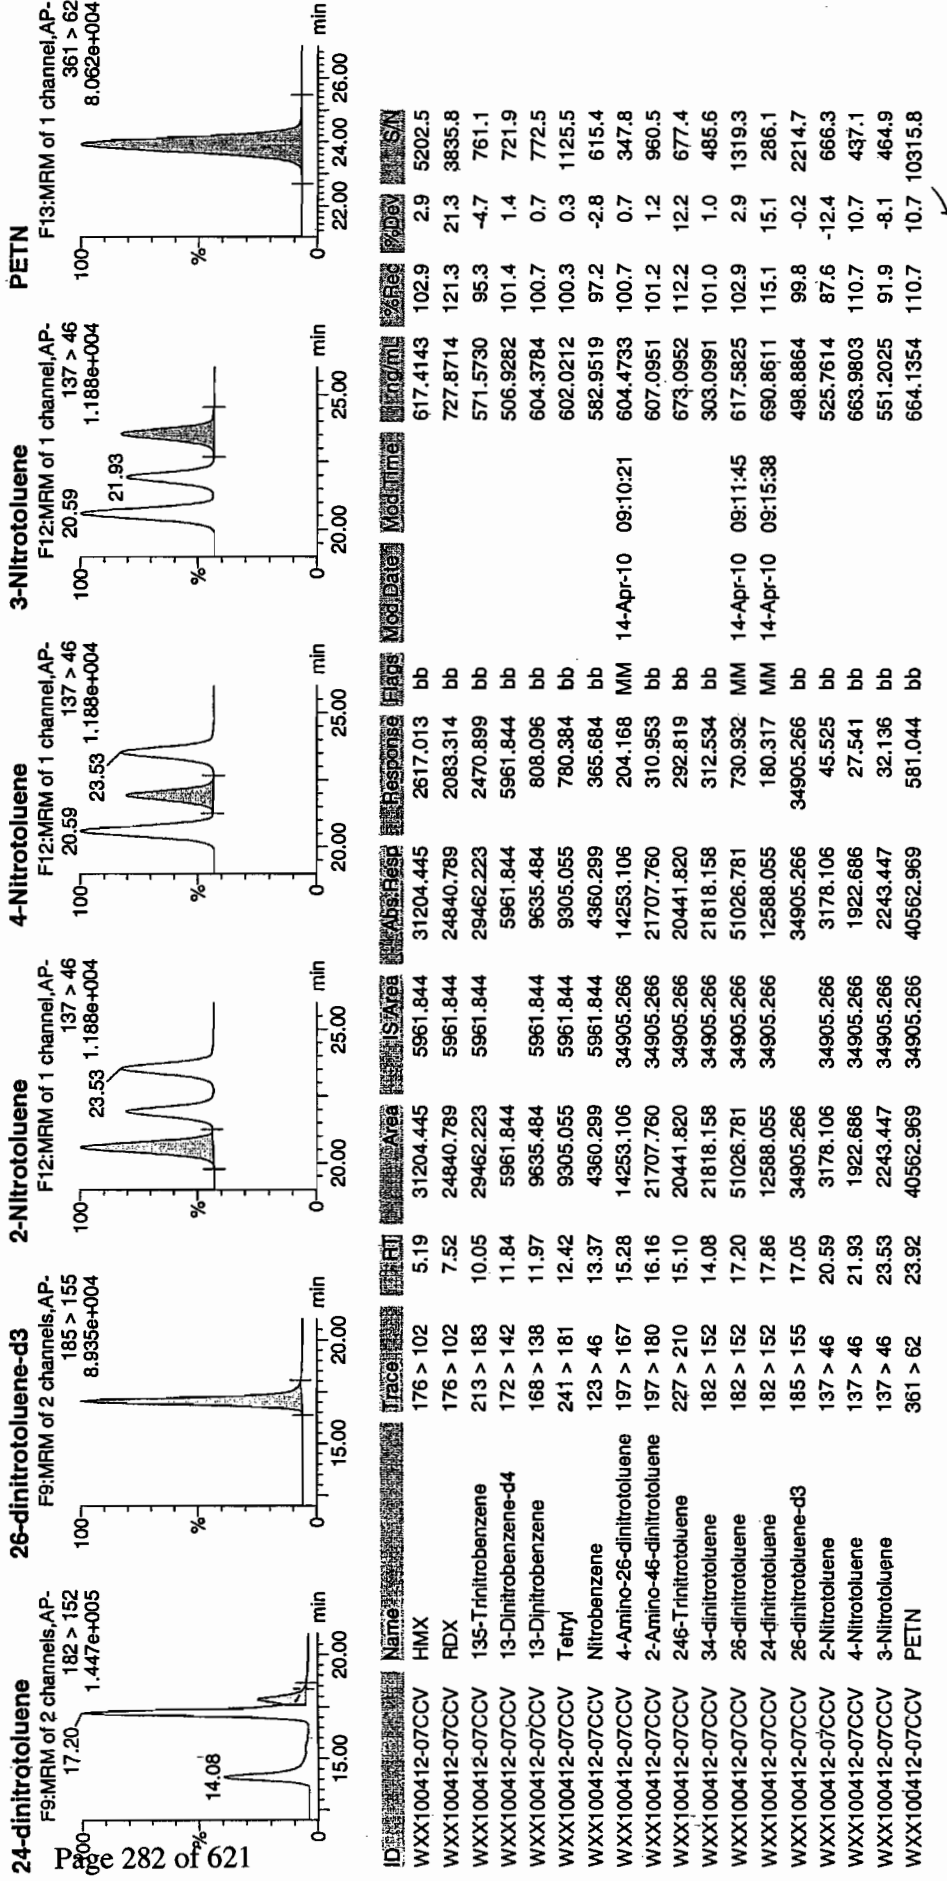 24-dinitrotoluene
F9:MRM of 2 channels,AP-
182 > 152
1.447e+005
17.20
14.08
%
0
15.00
20.00
min
26-dinitrotoluene-d3
F9:MRM of 2 channels,AP-
185 > 155
8.935e+004
100
%
0
15.00
20.00
min
2-Nitrotoluene
F12:MRM of 1 channel,AP-
137 > 46
1.188e+004
100
23.53
%
0
20.00
25.00
min
4-Nitrotoluene
F12:MRM of 1 channel,AP-
137 > 46
1.188e+004
100
20.59
23.53
%
0
20.00
25.00
min
3-Nitrotoluene
F12:MRM of 1 channel,AP-
137 > 46
1.188e+004
100
20.59
21.93
%
0
20.00
25.00
min
PETN
F13:MRM of 1 channel,AP-
361 > 62
8.062e+004
100
%
0
22.00
24.00
26.00
min
ID Name Trace RT Area IS Area Abs.Resp Response Flags Mod.Date Mod.Time ng/mL %Rec %Dev S/N
WXX100412-07CCV HMX 176 > 102 5.19 31204.445 5961.844 31204.445 2617.013 bb 617.4143 102.9 2.9 5202.5
WXX100412-07CCV RDX 176 > 102 7.52 24840.789 5961.844 24840.789 2083.314 bb 727.8714 121.3 21.3 3835.8
WXX100412-07CCV 135-Trinitrobenzene 213 > 183 10.05 29462.223 5961.844 29462.223 2470.899 bb 571.5730 95.3 -4.7 761.1
WXX100412-07CCV 13-Dinitrobenzene-d4 172 > 142 11.84 5961.844 5961.844 5961.844 bb 506.9282 101.4 1.4 721.9
WXX100412-07CCV 13-Dinitrobenzene 168 > 138 11.97 9635.484 5961.844 9635.484 808.096 bb 604.3784 100.7 0.7 772.5
WXX100412-07CCV Tetryl 241 > 181 12.42 9305.055 5961.844 9305.055 780.384 bb 602.0212 100.3 0.3 1125.5
WXX100412-07CCV Nitrobenzene 123 > 46 13.37 4360.299 5961.844 4360.299 365.684 bb 582.9519 97.2 -2.8 615.4
WXX100412-07CCV 4-Amino-26-dinitrotoluene 197 > 167 15.28 14253.106 34905.266 14253.106 204.168 MM 14-Apr-10 09:10:21 604.4733 100.7 0.7 347.8
WXX100412-07CCV 2-Amino-46-dinitrotoluene 197 > 180 16.16 21707.760 34905.266 21707.760 310.953 bb 607.0951 101.2 1.2 960.5
WXX100412-07CCV 246-Trinitrotoluene 227 > 210 15.10 20441.820 34905.266 20441.820 292.819 bb 673.0952 112.2 12.2 677.4
WXX100412-07CCV 34-dinitrotoluene 182 > 152 14.08 21818.158 34905.266 21818.158 312.534 bb 303.0991 101.0 1.0 485.6
WXX100412-07CCV 26-dinitrotoluene 182 > 152 17.20 51026.781 34905.266 51026.781 730.932 MM 14-Apr-10 09:11:45 617.5825 102.9 2.9 1319.3
WXX100412-07CCV 24-dinitrotoluene 182 > 152 17.86 12588.055 34905.266 12588.055 180.317 MM 14-Apr-10 09:15:38 690.8611 115.1 15.1 286.1
WXX100412-07CCV 26-dinitrotoluene-d3 185 > 155 17.05 34905.266 34905.266 34905.266 bb 498.8864 99.8 -0.2 2214.7
WXX100412-07CCV 2-Nitrotoluene 137 > 46 20.59 3178.106 34905.266 3178.106 45.525 bb 525.7614 87.6 -12.4 666.3
WXX100412-07CCV 4-Nitrotoluene 137 > 46 21.93 1922.686 34905.266 1922.686 27.541 bb 663.9803 110.7 10.7 437.1
WXX100412-07CCV 3-Nitrotoluene 137 > 46 23.53 2243.447 34905.266 2243.447 32.136 bb 551.2025 91.9 -8.1 464.9
WXX100412-07CCV PETN 361 > 62 23.92 40562.969 34905.266 40562.969 581.044 bb 664.1354 110.7 10.7 10315.8
Page 282 of 621